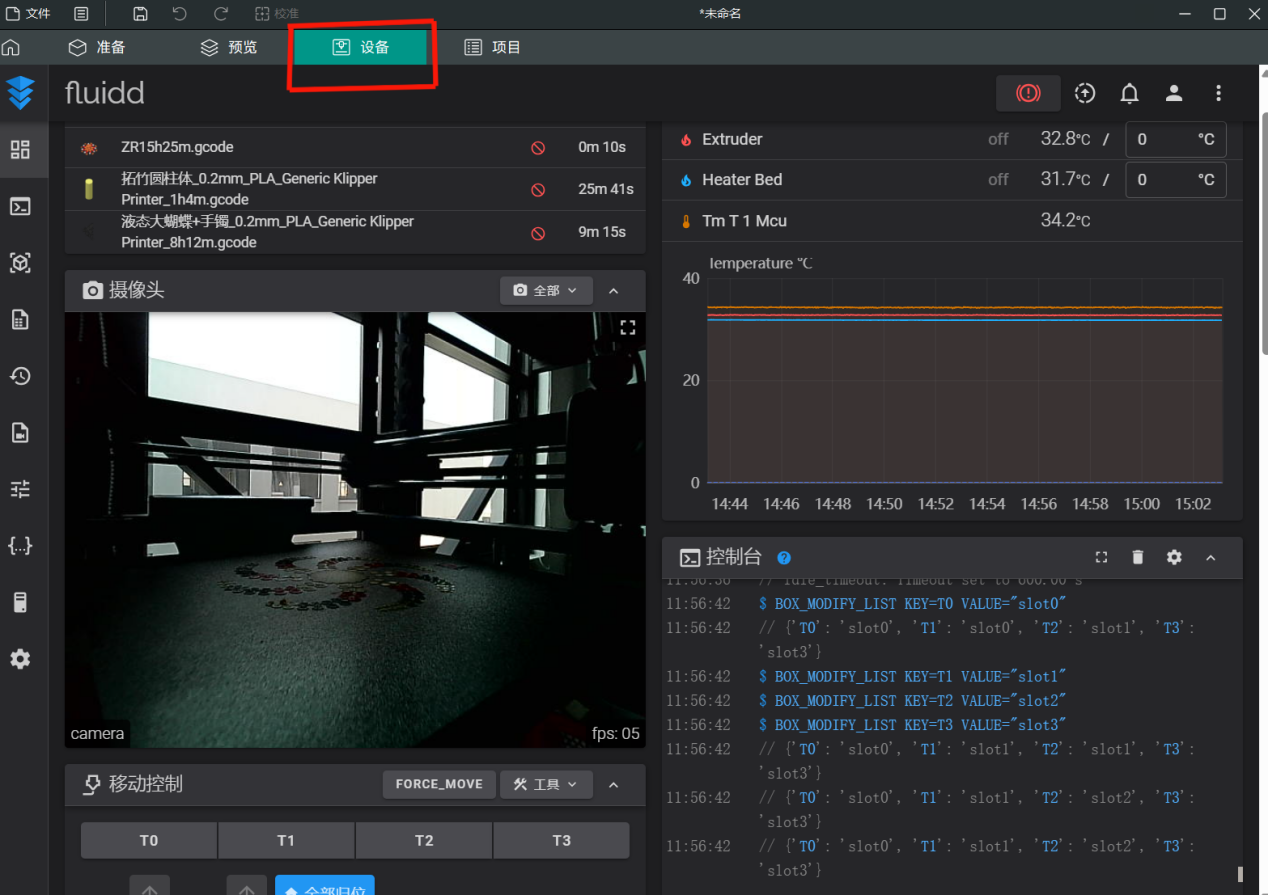 文件
校准
*未命名
准备
预览
设备
项目
fluidd
ZR15h25m.gcode
0m 10s
拓竹圆柱体_0.2mm_PLA_Generic Klipper
Printer_1h4m.gcode
25m 41s
液态大蝴蝶+手镯_0.2mm_PLA_Generic Klipper
Printer_8h12m.gcode
9m 15s
摄像头
全部
camera
fps: 05
移动控制
FORCE_MOVE
工具
T0
T1
T2
T3
全部归位
Extruder off 32.8°C / 0 °C
Heater Bed off 31.7°C / 0 °C
Tm T 1 Mcu 34.2°C
Temperature °C
40
20
0
14:44 14:46 14:48 14:50 14:52 14:54 14:56 14:58 15:00 15:02
控制台
11:56:36 // idle_timeout: Timeout set to 600.00 s
11:56:42 $ BOX_MODIFY_LIST KEY=T0 VALUE="slot0"
11:56:42 // {'T0': 'slot0', 'T1': 'slot0', 'T2': 'slot1', 'T3':
'slot3'}
11:56:42 $ BOX_MODIFY_LIST KEY=T1 VALUE="slot1"
11:56:42 $ BOX_MODIFY_LIST KEY=T2 VALUE="slot2"
11:56:42 $ BOX_MODIFY_LIST KEY=T3 VALUE="slot3"
11:56:42 // {'T0': 'slot0', 'T1': 'slot1', 'T2': 'slot1', 'T3':
'slot3'}
11:56:42 // {'T0': 'slot0', 'T1': 'slot1', 'T2': 'slot2', 'T3':
'slot3'}
11:56:42 // {'T0': 'slot0', 'T1': 'slot1', 'T2': 'slot2', 'T3':
'slot3'}